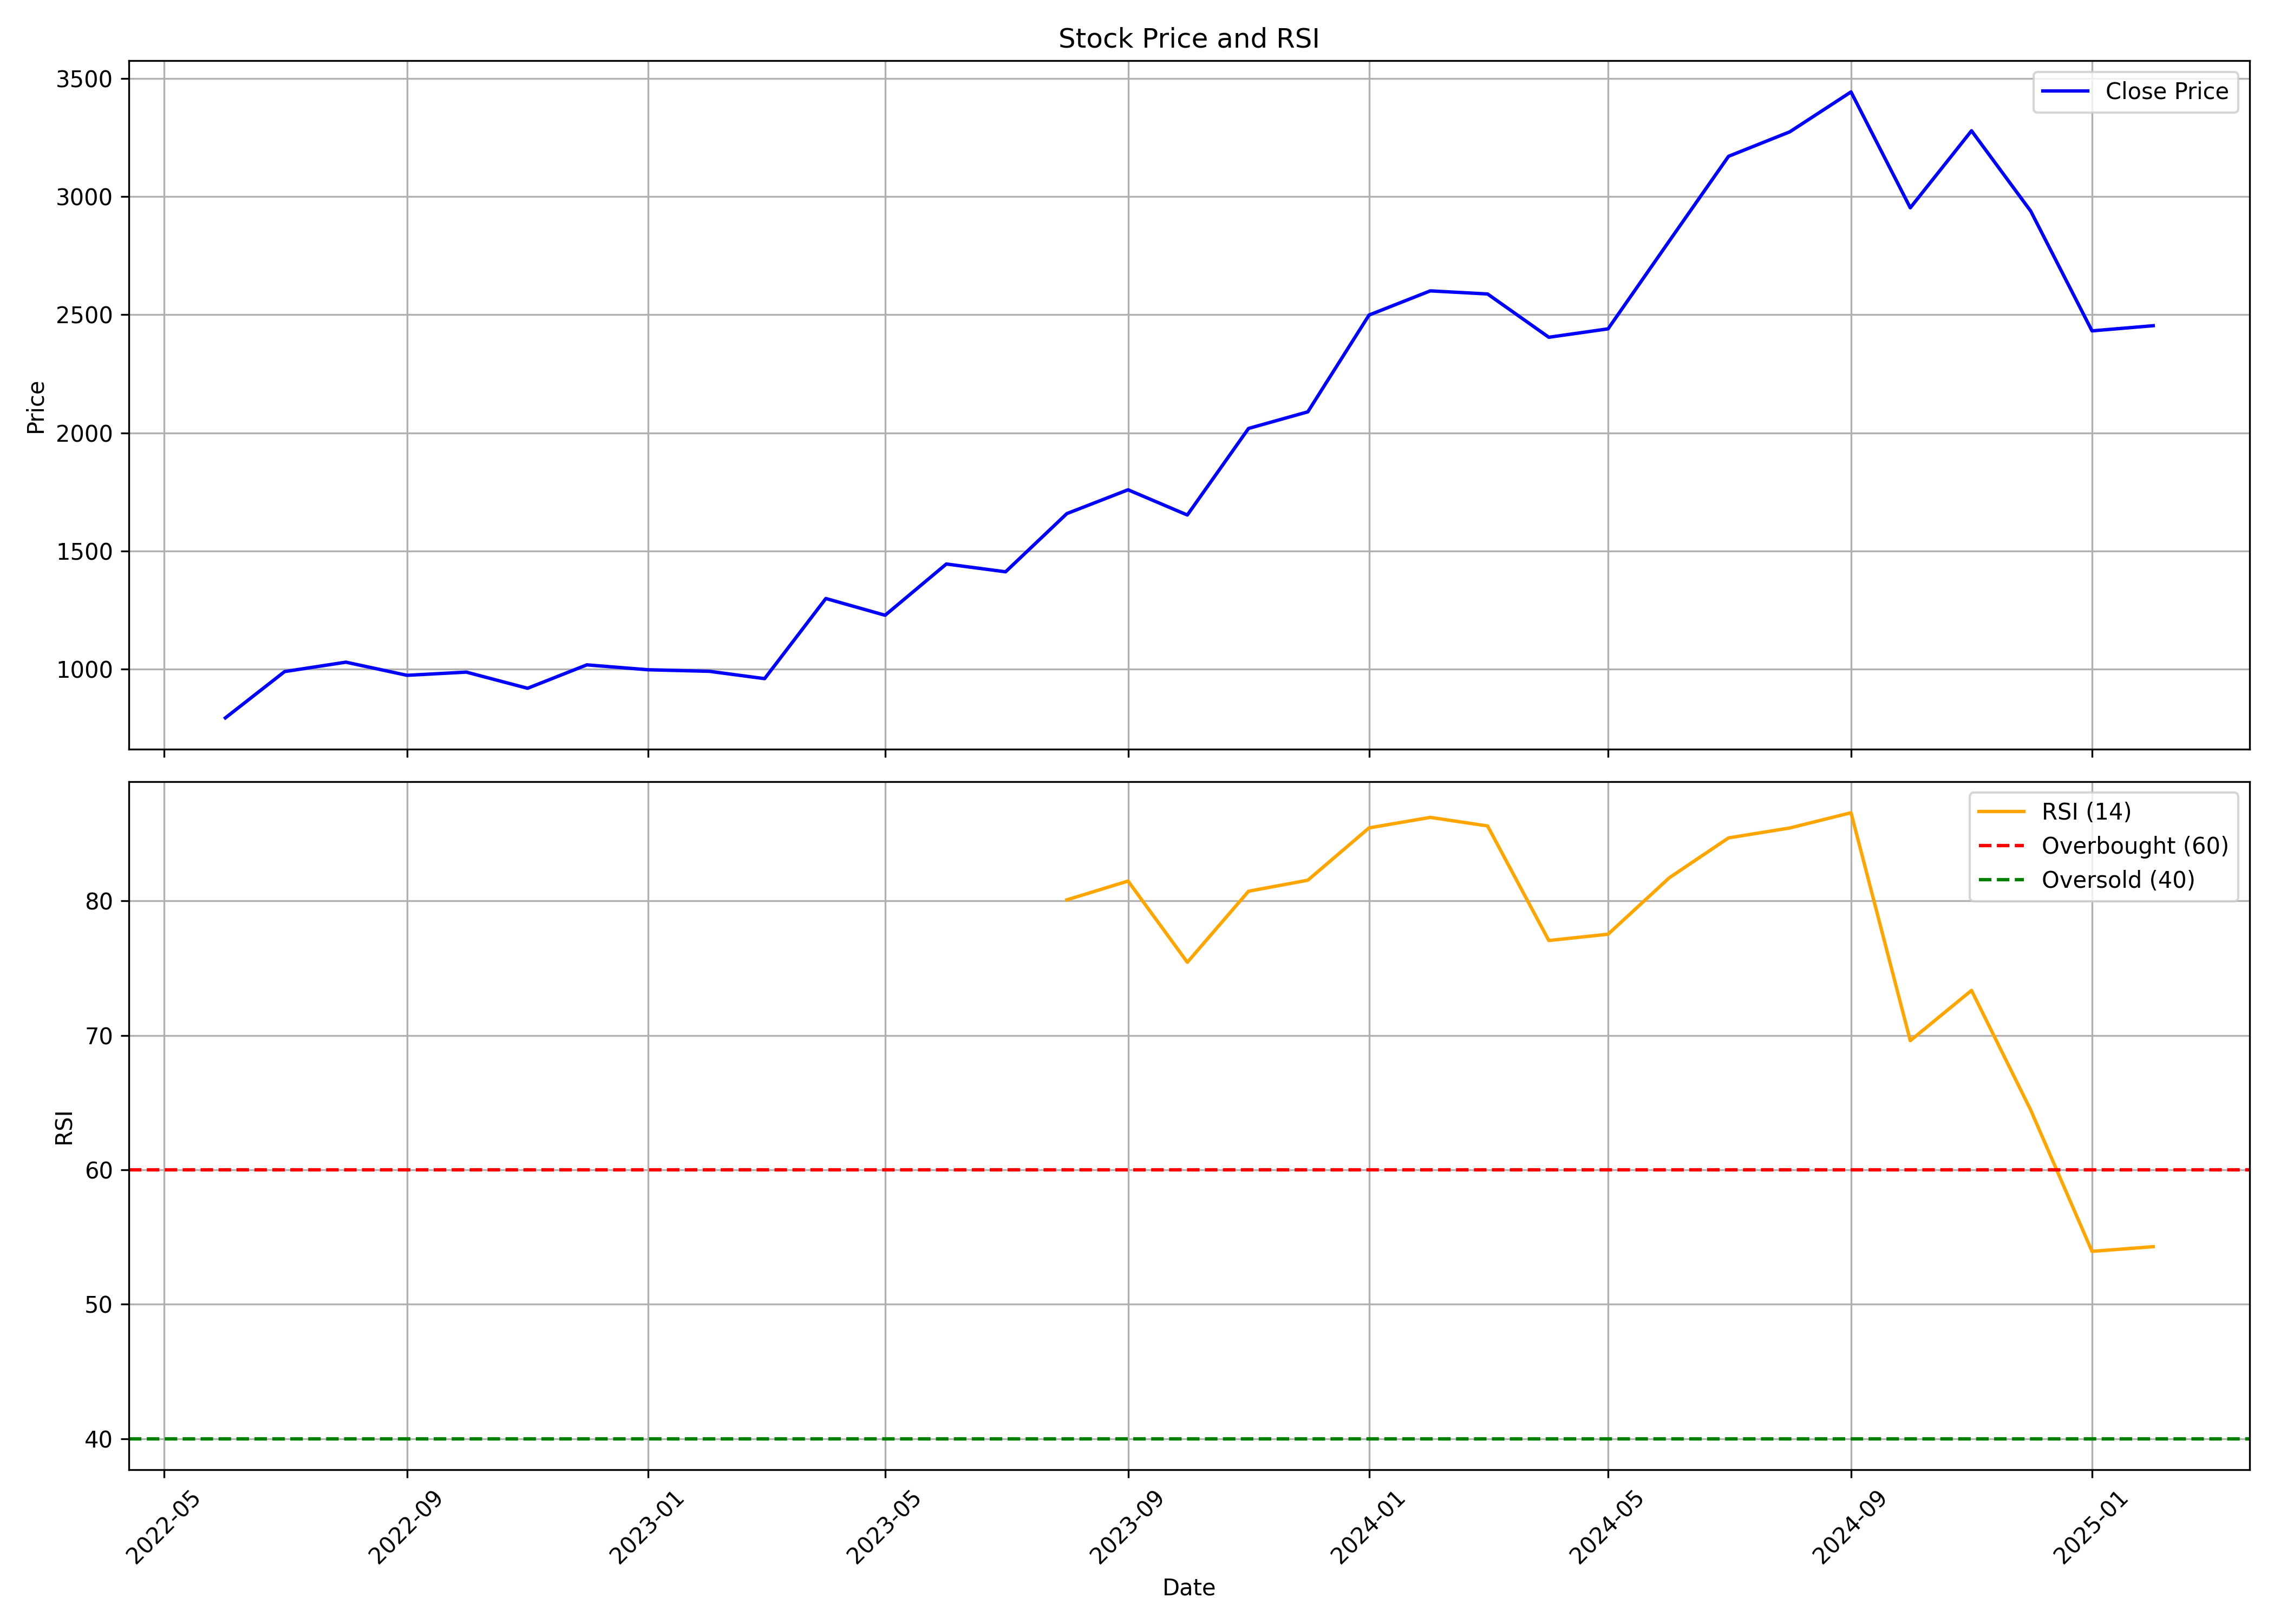 Stock Price and RSI
3500
3000
2500
2000
1500
1000
Price
Close Price
80
70
60
50
40
RSI
RSI (14)
Overbought (60)
Oversold (40)
2022-05
2022-09
2023-01
2023-05
2023-09
2024-01
2024-05
2024-09
2025-01
Date